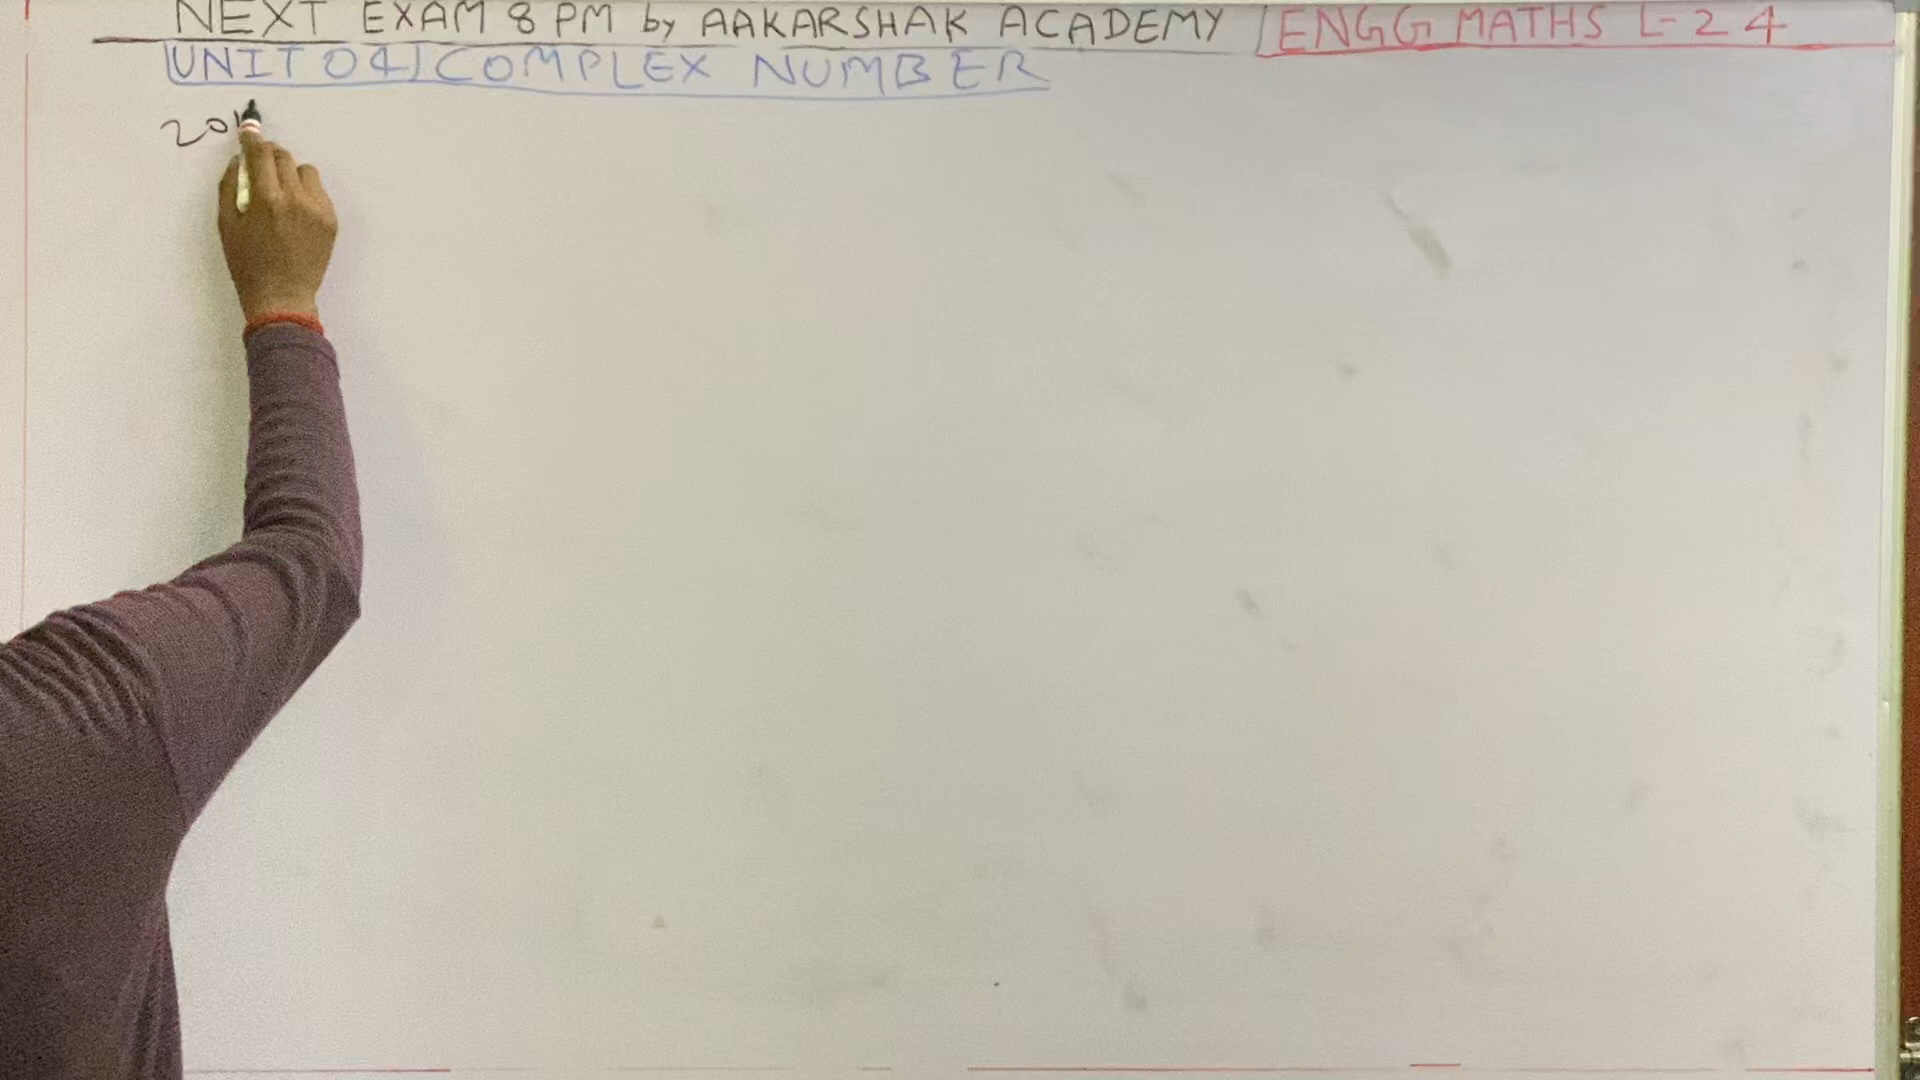 NEXT EXAM 8 PM by AAKARSHAK ACADEMY ENGG MATHS L-24
UNIT 04 COMPLEX NUMBER
201